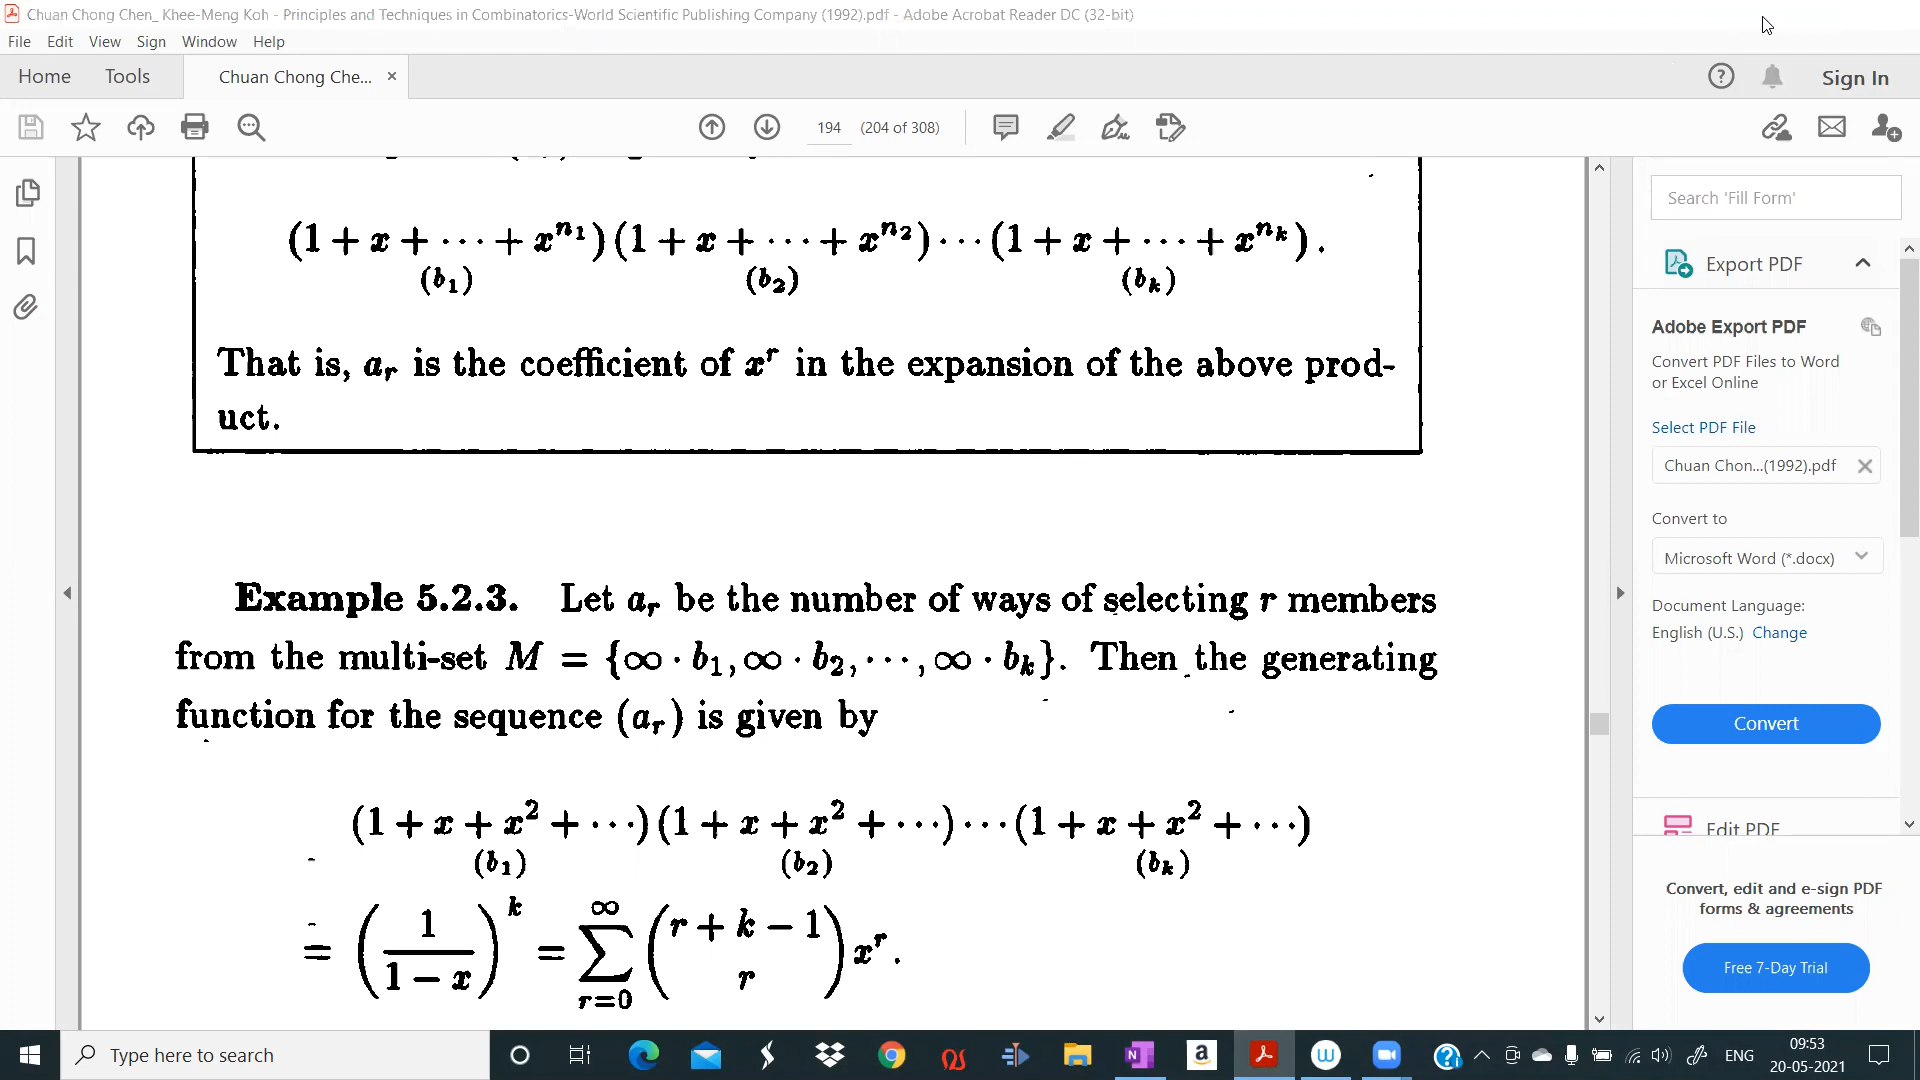 Chuan Chong Chen_ Khee-Meng Koh - Principles and Techniques in Combinatorics-World Scientific Publishing Company (1992).pdf - Adobe Acrobat Reader DC (32-bit)
File Edit View Sign Window Help
Home Tools Chuan Chong Che... × Sign In
194 (204 of 308)
(1 + x + ··· + x^{n_1})(1 + x + ··· + x^{n_2}) ··· (1 + x + ··· + x^{n_k}).
(b_1) (b_2) (b_k)
That is, a_r is the coefficient of x^r in the expansion of the above prod-
uct.
Example 5.2.3. Let a_r be the number of ways of selecting r members
from the multi-set M = {∞ · b_1, ∞ · b_2, ···, ∞ · b_k}. Then the generating
function for the sequence (a_r) is given by
(1 + x + x^2 + ···)(1 + x + x^2 + ···) ··· (1 + x + x^2 + ···)
(b_1) (b_2) (b_k)
= (1/(1 − x))^k = ∑_{r=0}^{∞} \binom{r + k − 1}{r} x^r.
Search 'Fill Form'
Export PDF
Adobe Export PDF
Convert PDF Files to Word
or Excel Online
Select PDF File
Chuan Chon...(1992).pdf
Convert to
Microsoft Word (*.docx)
Document Language:
English (U.S.) Change
Convert
Edit PDF
Convert, edit and e-sign PDF
forms & agreements
Free 7-Day Trial
Type here to search
ENG
09:53
20-05-2021